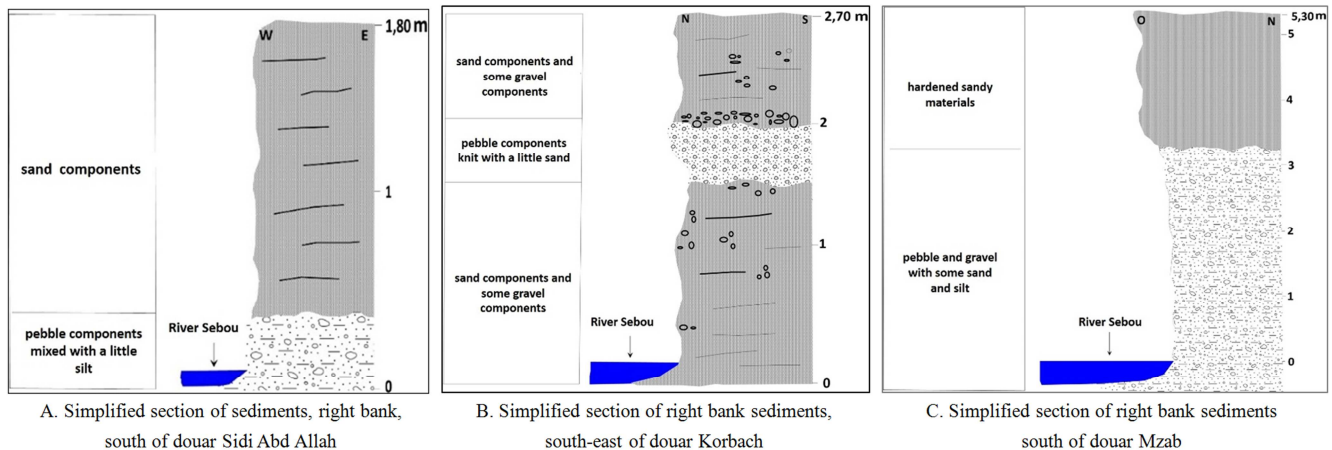 sand components
pebble components
mixed with a little
silt
River Sebou
W E
1,80 m
1
0
A. Simplified section of sediments, right bank,
south of douar Sidi Abd Allah
sand components and
some gravel
components
pebble components
knit with a little sand
sand components and
some gravel
components
River Sebou
N S
2,70 m
2
1
0
B. Simplified section of right bank sediments,
south-east of douar Korbach
hardened sandy
materials
pebble and gravel
with some sand
and silt
River Sebou
O N
5,30 m
5
4
3
2
1
0
C. Simplified section of right bank sediments
south of douar Mzab